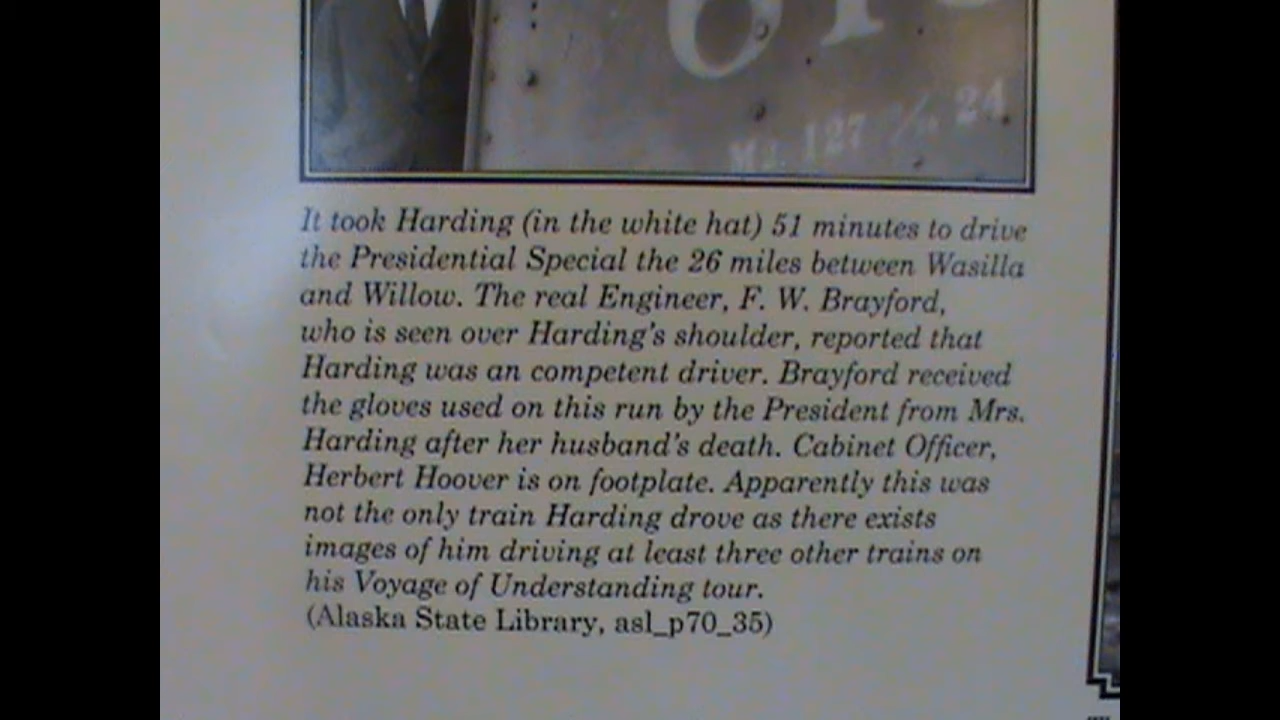 It took Harding (in the white hat) 51 minutes to drive
the Presidential Special the 26 miles between Wasilla
and Willow. The real Engineer, F. W. Brayford,
who is seen over Harding's shoulder, reported that
Harding was an competent driver. Brayford received
the gloves used on this run by the President from Mrs.
Harding after her husband's death. Cabinet Officer,
Herbert Hoover is on footplate. Apparently this was
not the only train Harding drove as there exists
images of him driving at least three other trains on
his Voyage of Understanding tour.
(Alaska State Library, asl_p70_35)